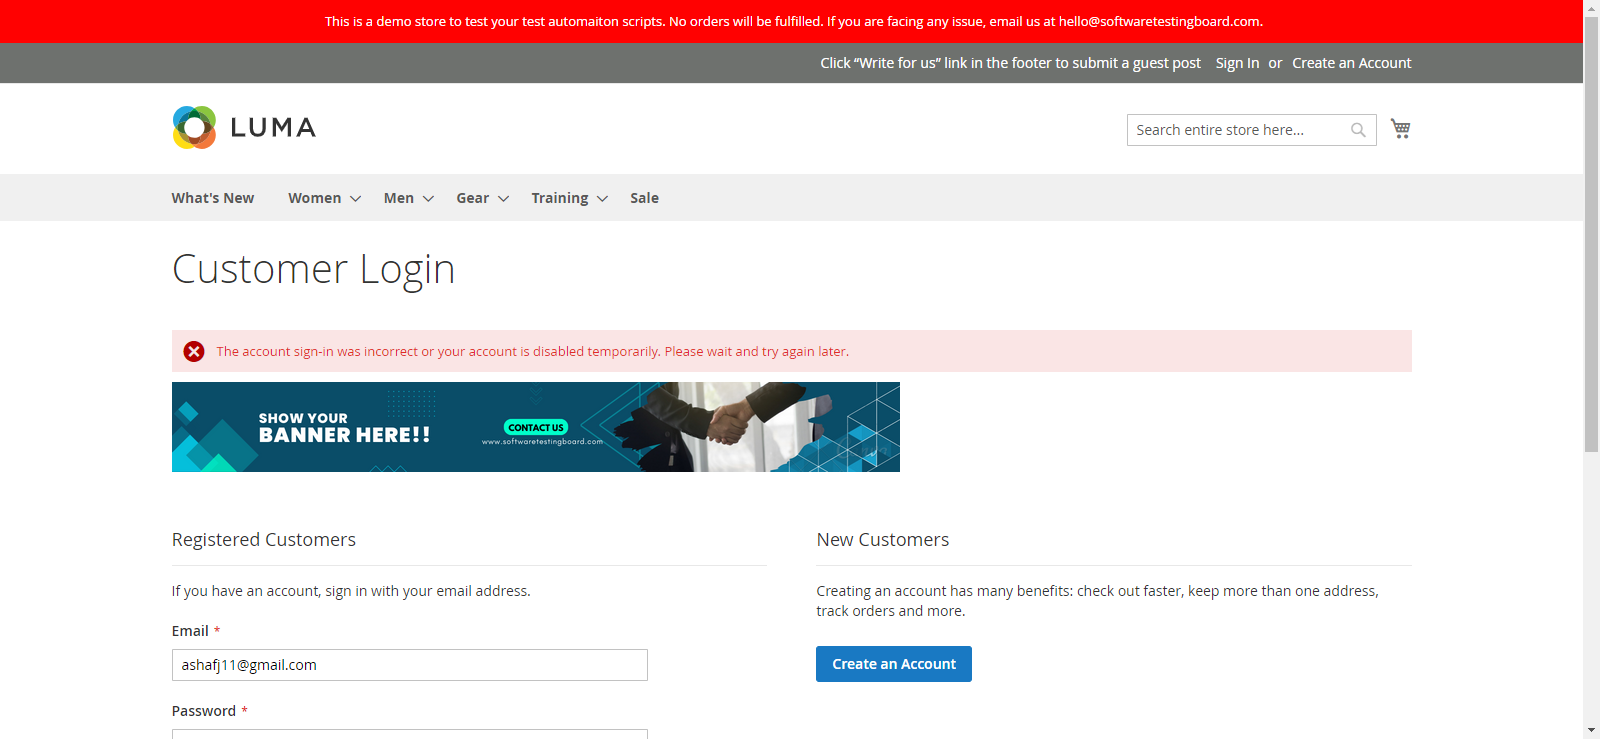 This is a demo store to test your test automaiton scripts. No orders will be fulfilled. If you are facing any issue, email us at hello@softwaretestingboard.com.
Click “Write for us” link in the footer to submit a guest post Sign In or Create an Account
LUMA
Search entire store here...
What's New Women Men Gear Training Sale
Customer Login
The account sign-in was incorrect or your account is disabled temporarily. Please wait and try again later.
SHOW YOUR
BANNER HERE!!
CONTACT US
www.softwaretestingboard.com
Registered Customers
If you have an account, sign in with your email address.
Email *
ashafj11@gmail.com
Password *
New Customers
Creating an account has many benefits: check out faster, keep more than one address,
track orders and more.
Create an Account